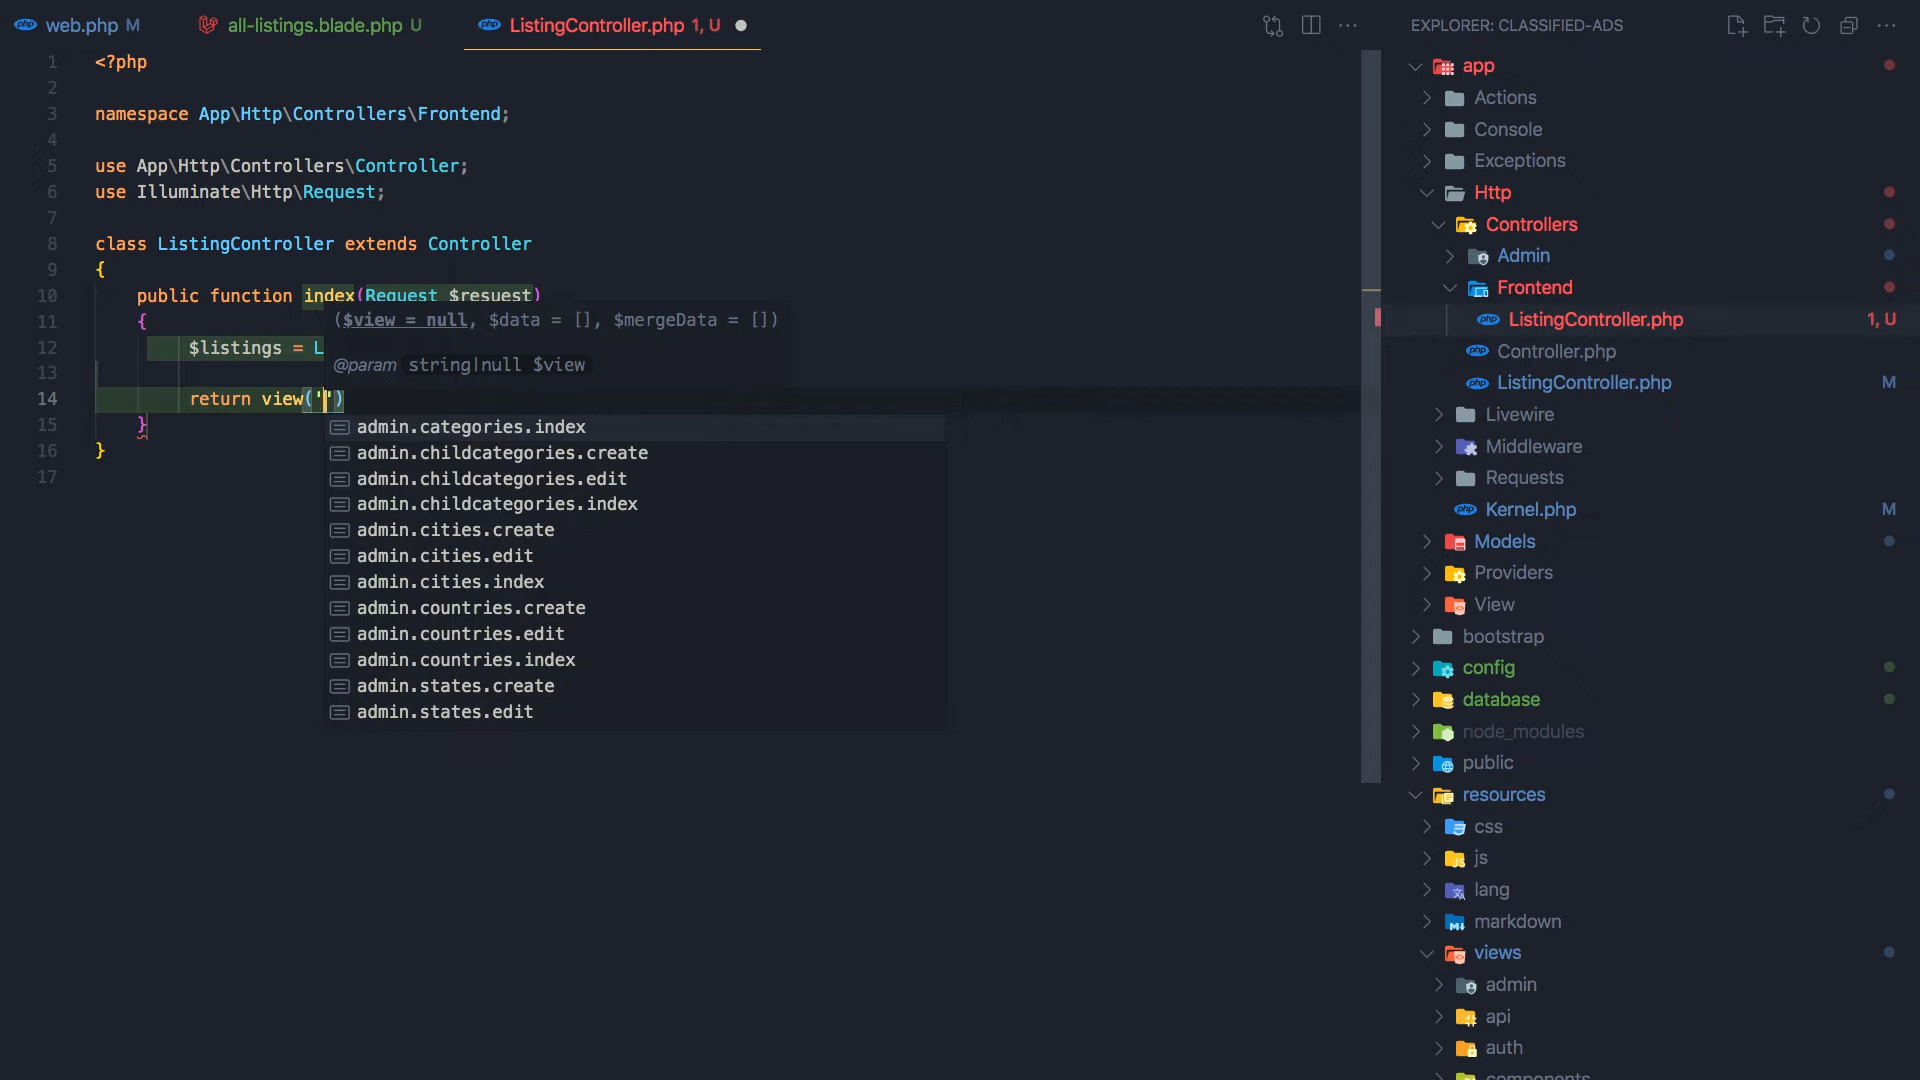 web.php M
all-listings.blade.php U
ListingController.php 1, U
EXPLORER: CLASSIFIED-ADS
1 <?php
2
3 namespace App\Http\Controllers\Frontend;
4
5 use App\Http\Controllers\Controller;
6 use Illuminate\Http\Request;
7
8 class ListingController extends Controller
9 {
10 public function index(Request $resuest)
11 {
12 $listings = L
13
14 return view('')
15 }
16 }
17
($view = null, $data = [], $mergeData = [])
@param string|null $view
admin.categories.index
admin.childcategories.create
admin.childcategories.edit
admin.childcategories.index
admin.cities.create
admin.cities.edit
admin.cities.index
admin.countries.create
admin.countries.edit
admin.countries.index
admin.states.create
admin.states.edit
app
Actions
Console
Exceptions
Http
Controllers
Admin
Frontend
ListingController.php 1, U
Controller.php
ListingController.php M
Livewire
Middleware
Requests
Kernel.php M
Models
Providers
View
bootstrap
config
database
node_modules
public
resources
css
js
lang
markdown
views
admin
api
auth
components